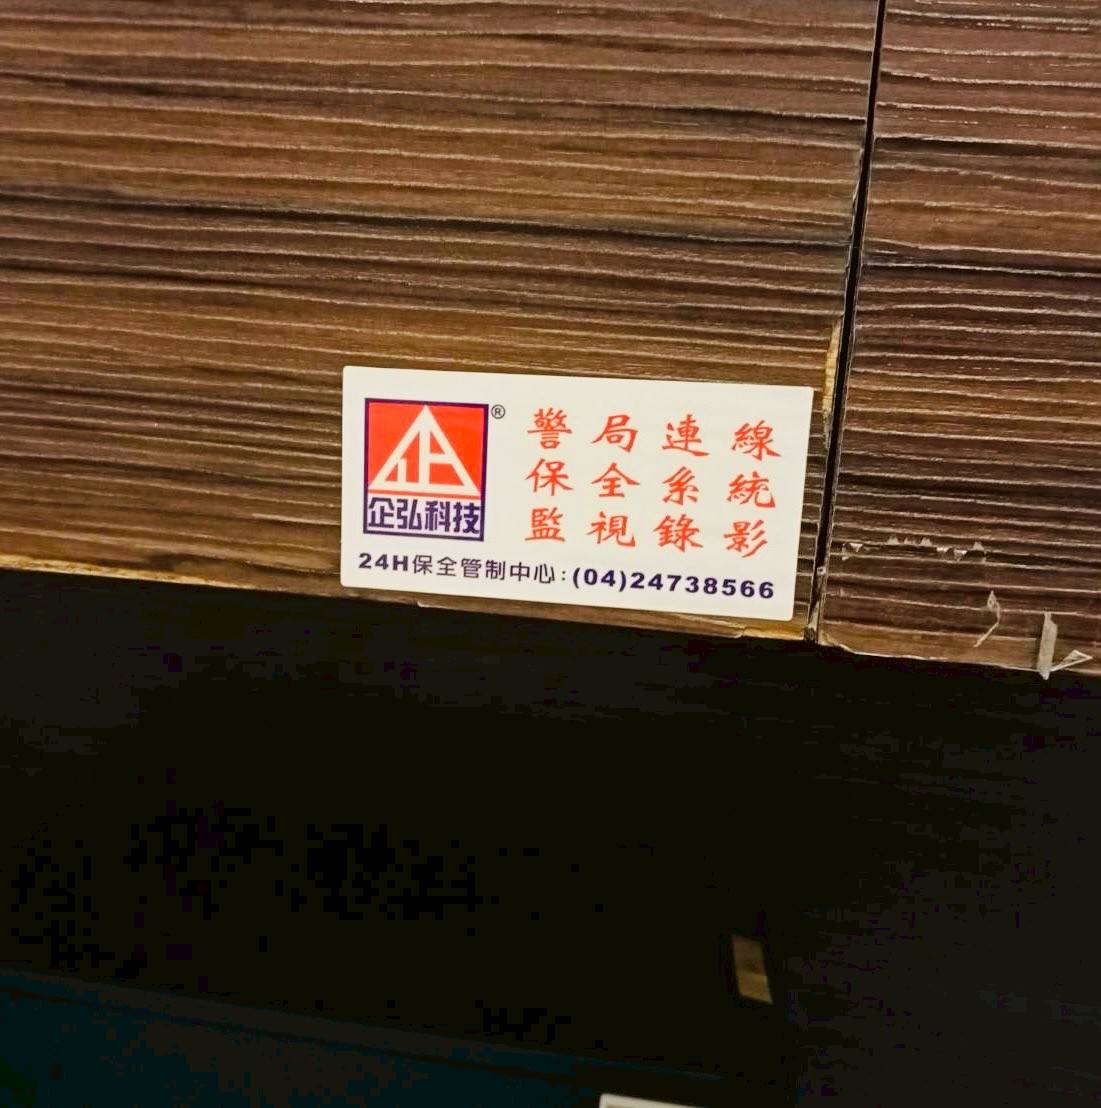 ®
企弘科技
警局連線
保全系統
監視錄影
24H保全管制中心:(04)24738566